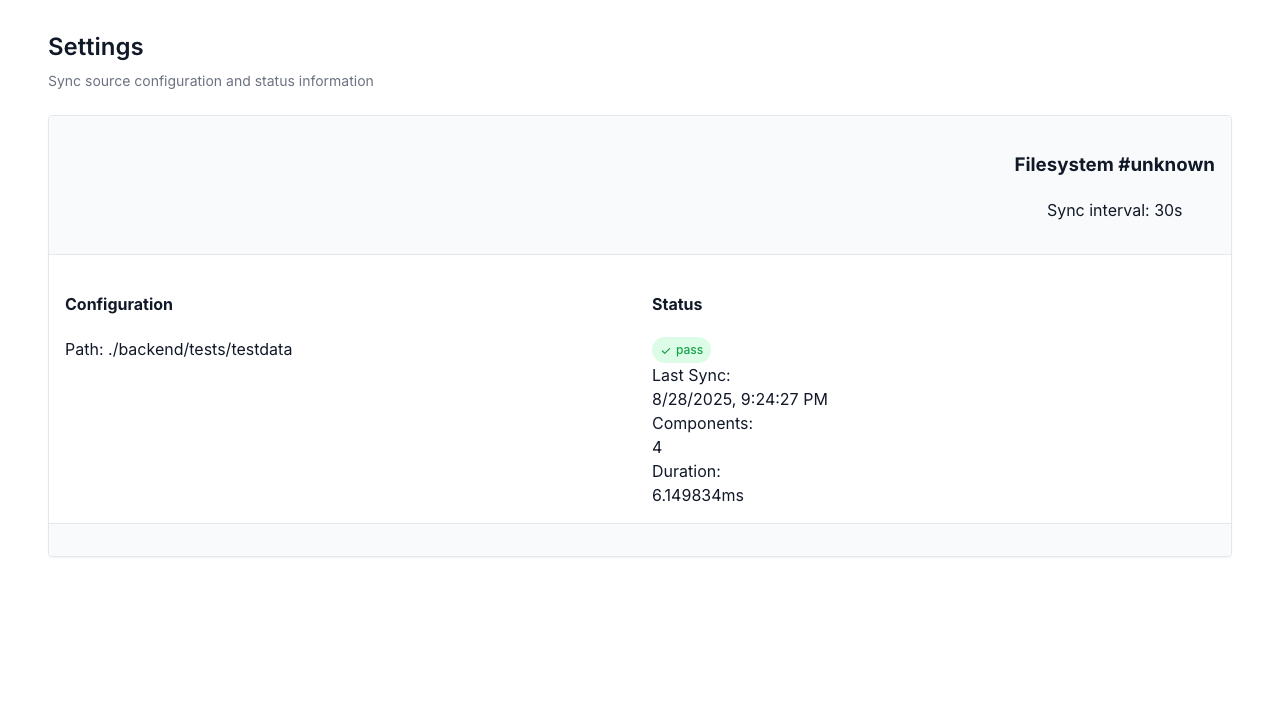 Settings
Sync source configuration and status information
Filesystem #unknown
Sync interval: 30s
Configuration
Path: ./backend/tests/testdata
Status
pass
Last Sync:
8/28/2025, 9:24:27 PM
Components:
4
Duration:
6.149834ms